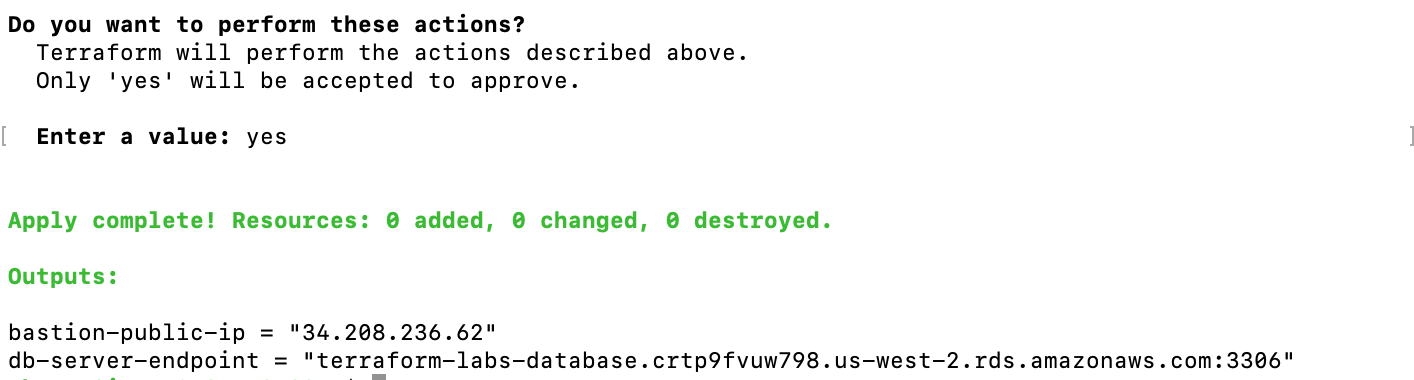 Do you want to perform these actions?
Terraform will perform the actions described above.
Only 'yes' will be accepted to approve.
[ Enter a value: yes ]
Apply complete! Resources: 0 added, 0 changed, 0 destroyed.
Outputs:
bastion-public-ip = "34.208.236.62"
db-server-endpoint = "terraform-labs-database.crtp9fvuw798.us-west-2.rds.amazonaws.com:3306"